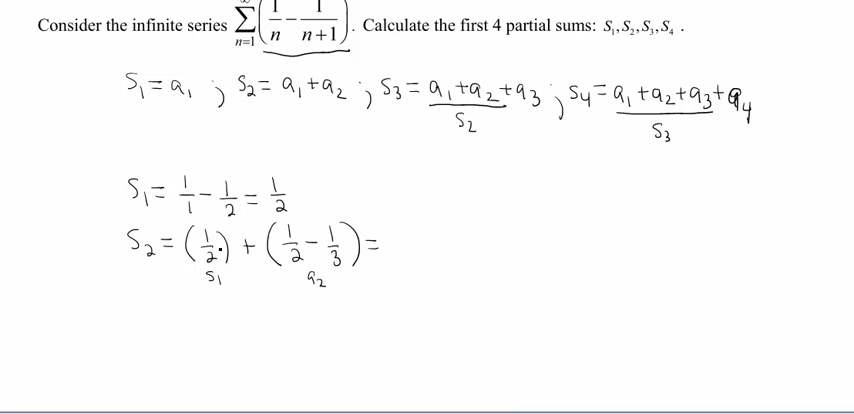 Consider the infinite series ∑_{n=1}^{∞} (1/n − 1/(n+1)). Calculate the first 4 partial sums: S₁,S₂,S₃,S₄ .
S₁ = a₁ ; S₂ = a₁+a₂ ; S₃ = a₁+a₂+a₃ ; S₄ = a₁+a₂+a₃+a₄
S₂ S₃
S₁ = 1/1 − 1/2 = 1/2
S₂ = (1/2) + (1/2 − 1/3) =
S₁ a₂